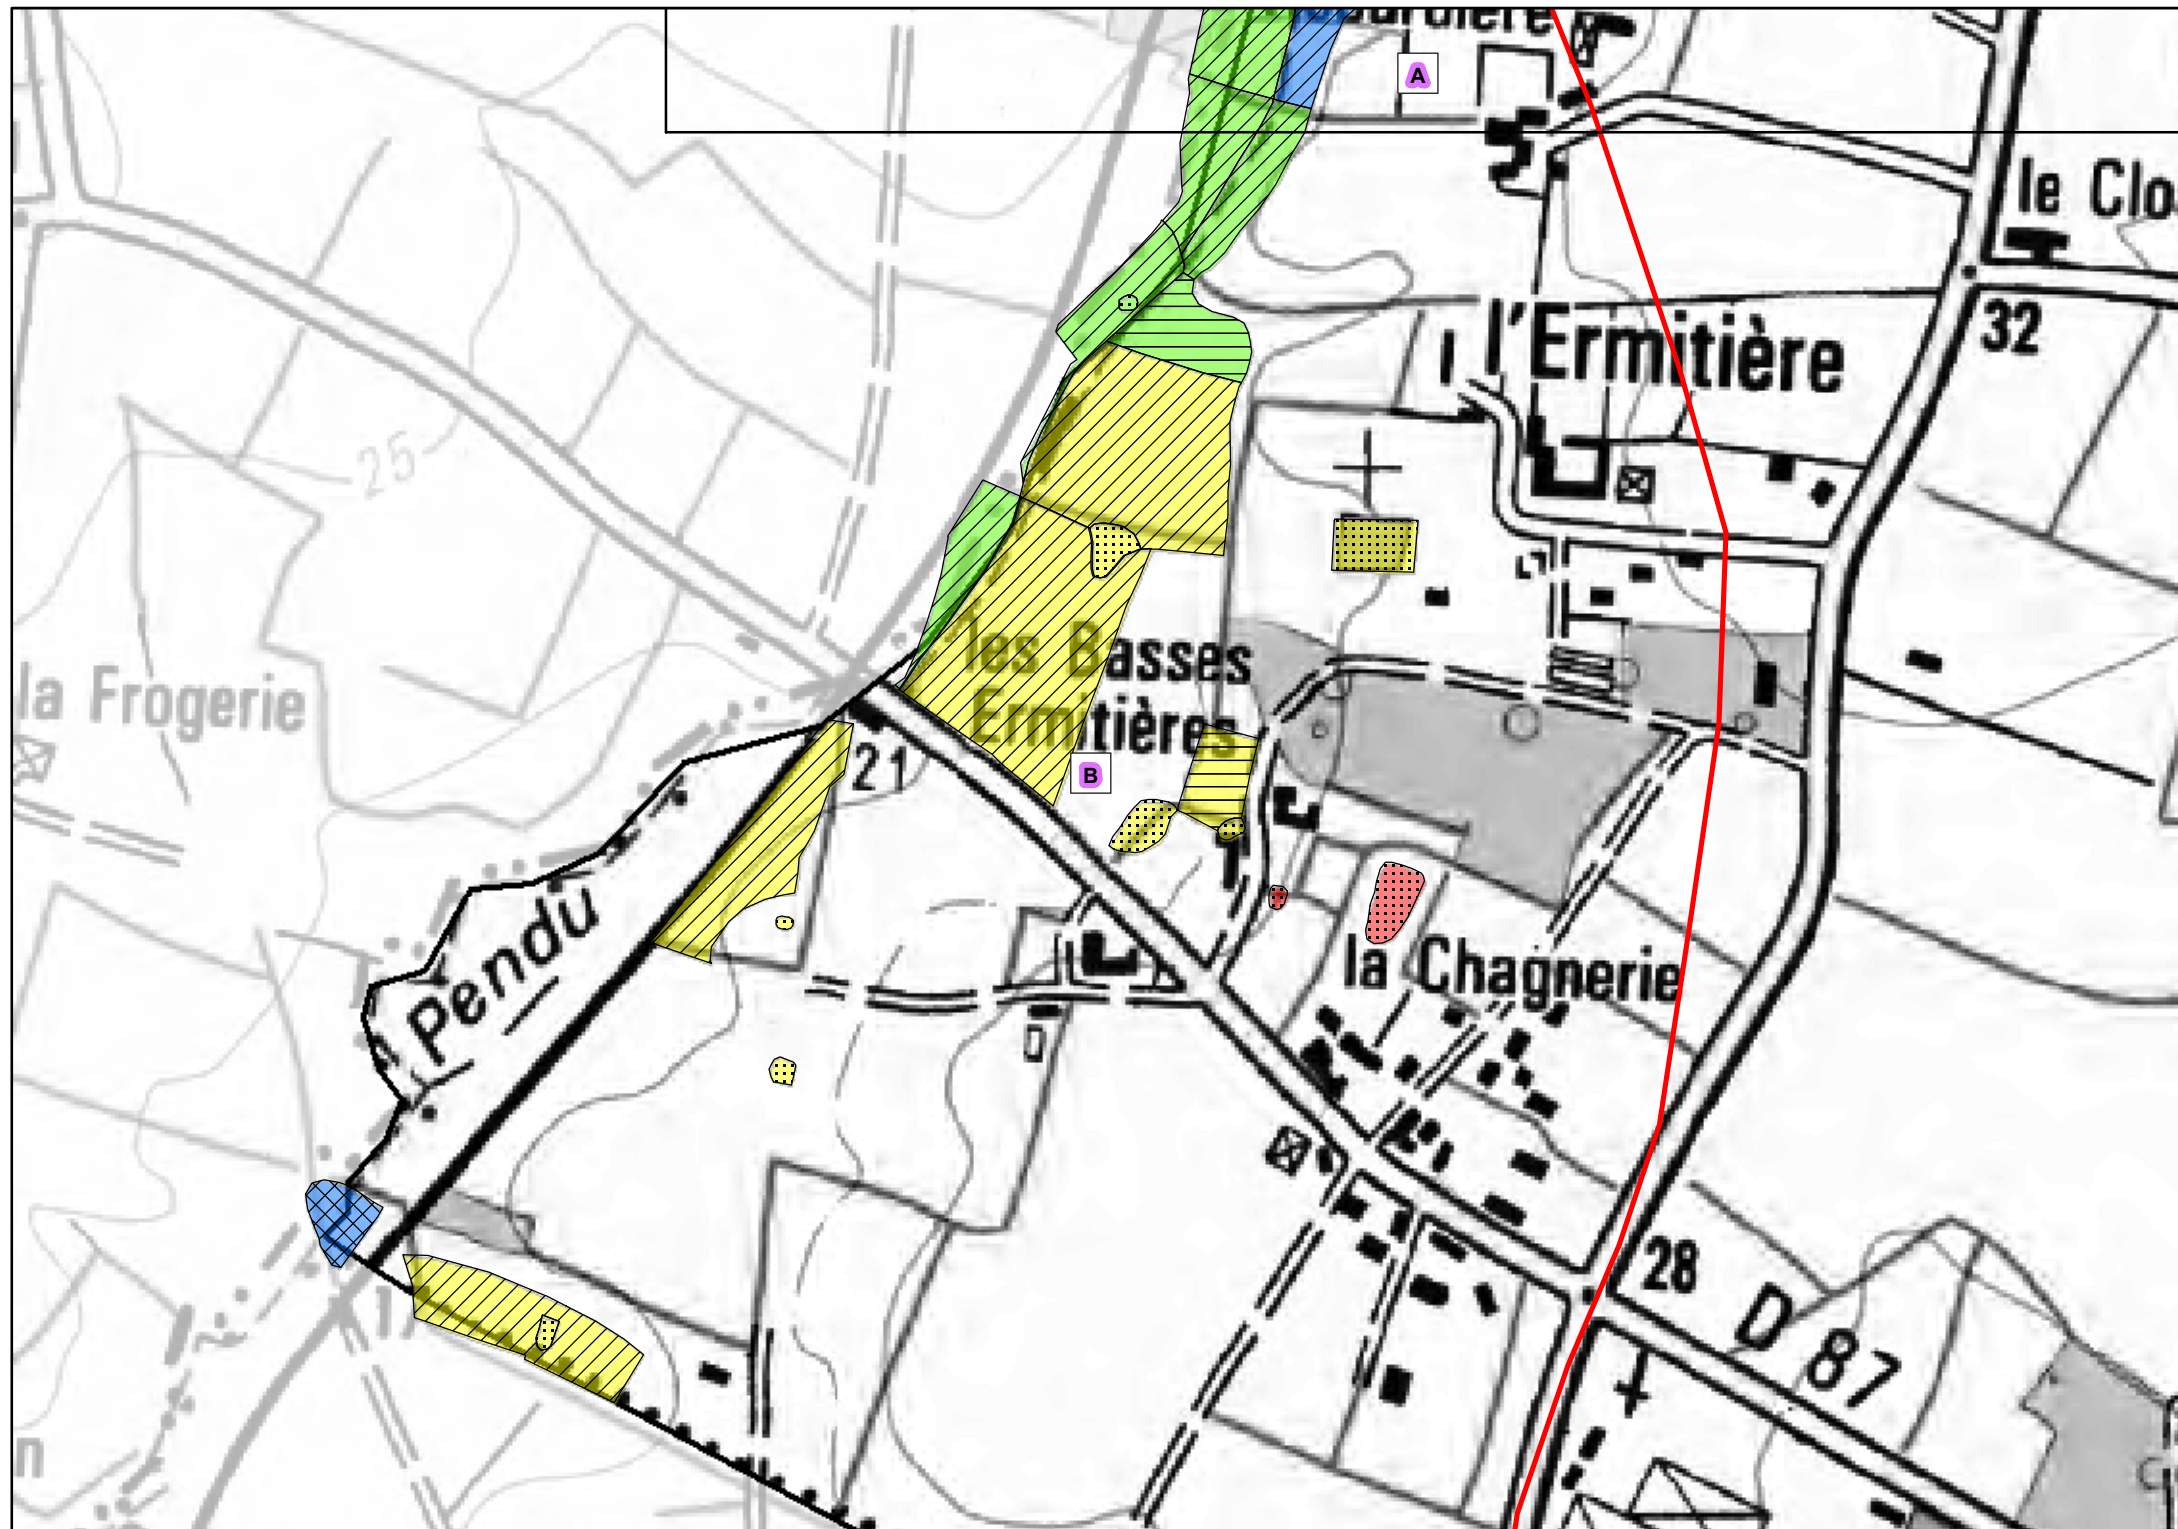 A
le Clo
32
l'Ermitière
25
les Basses
Ermitières
la Frogerie
B
21
Pendu
la Chagnerie
28
D 87